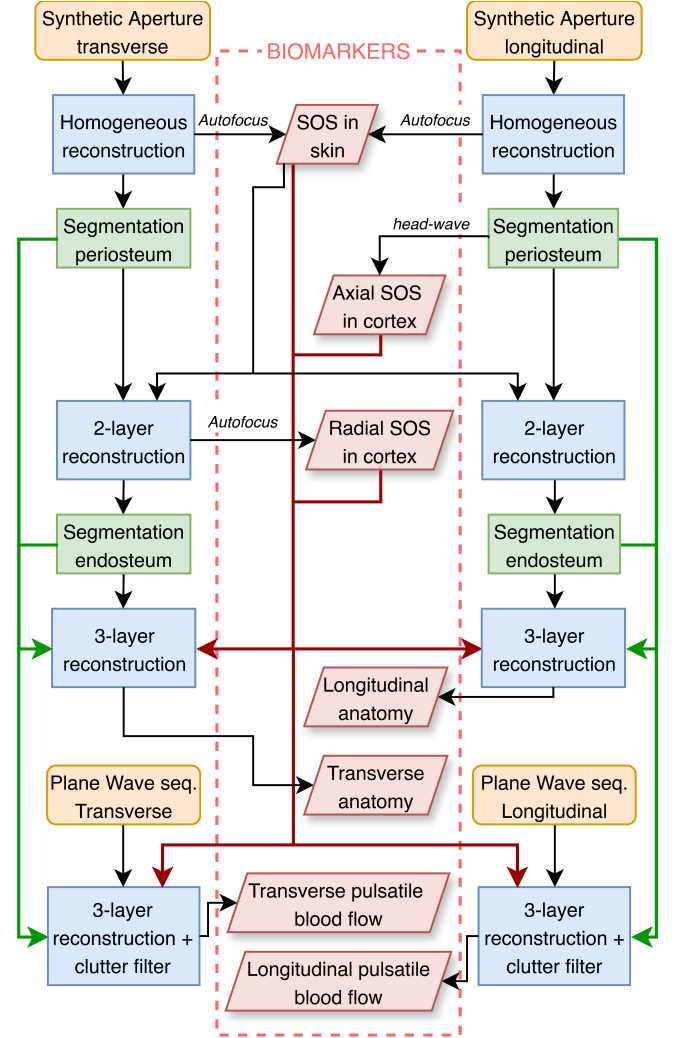 Synthetic Aperture
transverse
Synthetic Aperture
longitudinal
BIOMARKERS
Homogeneous
reconstruction
Autofocus
SOS in
skin
Autofocus
Homogeneous
reconstruction
Segmentation
periosteum
head-wave
Segmentation
periosteum
Axial SOS
in cortex
2-layer
reconstruction
Autofocus
Radial SOS
in cortex
2-layer
reconstruction
Segmentation
endosteum
Segmentation
endosteum
3-layer
reconstruction
3-layer
reconstruction
Longitudinal
anatomy
Transverse
anatomy
Plane Wave seq.
Transverse
Plane Wave seq.
Longitudinal
3-layer
reconstruction +
clutter filter
Transverse pulsatile
blood flow
Longitudinal pulsatile
blood flow
3-layer
reconstruction +
clutter filter